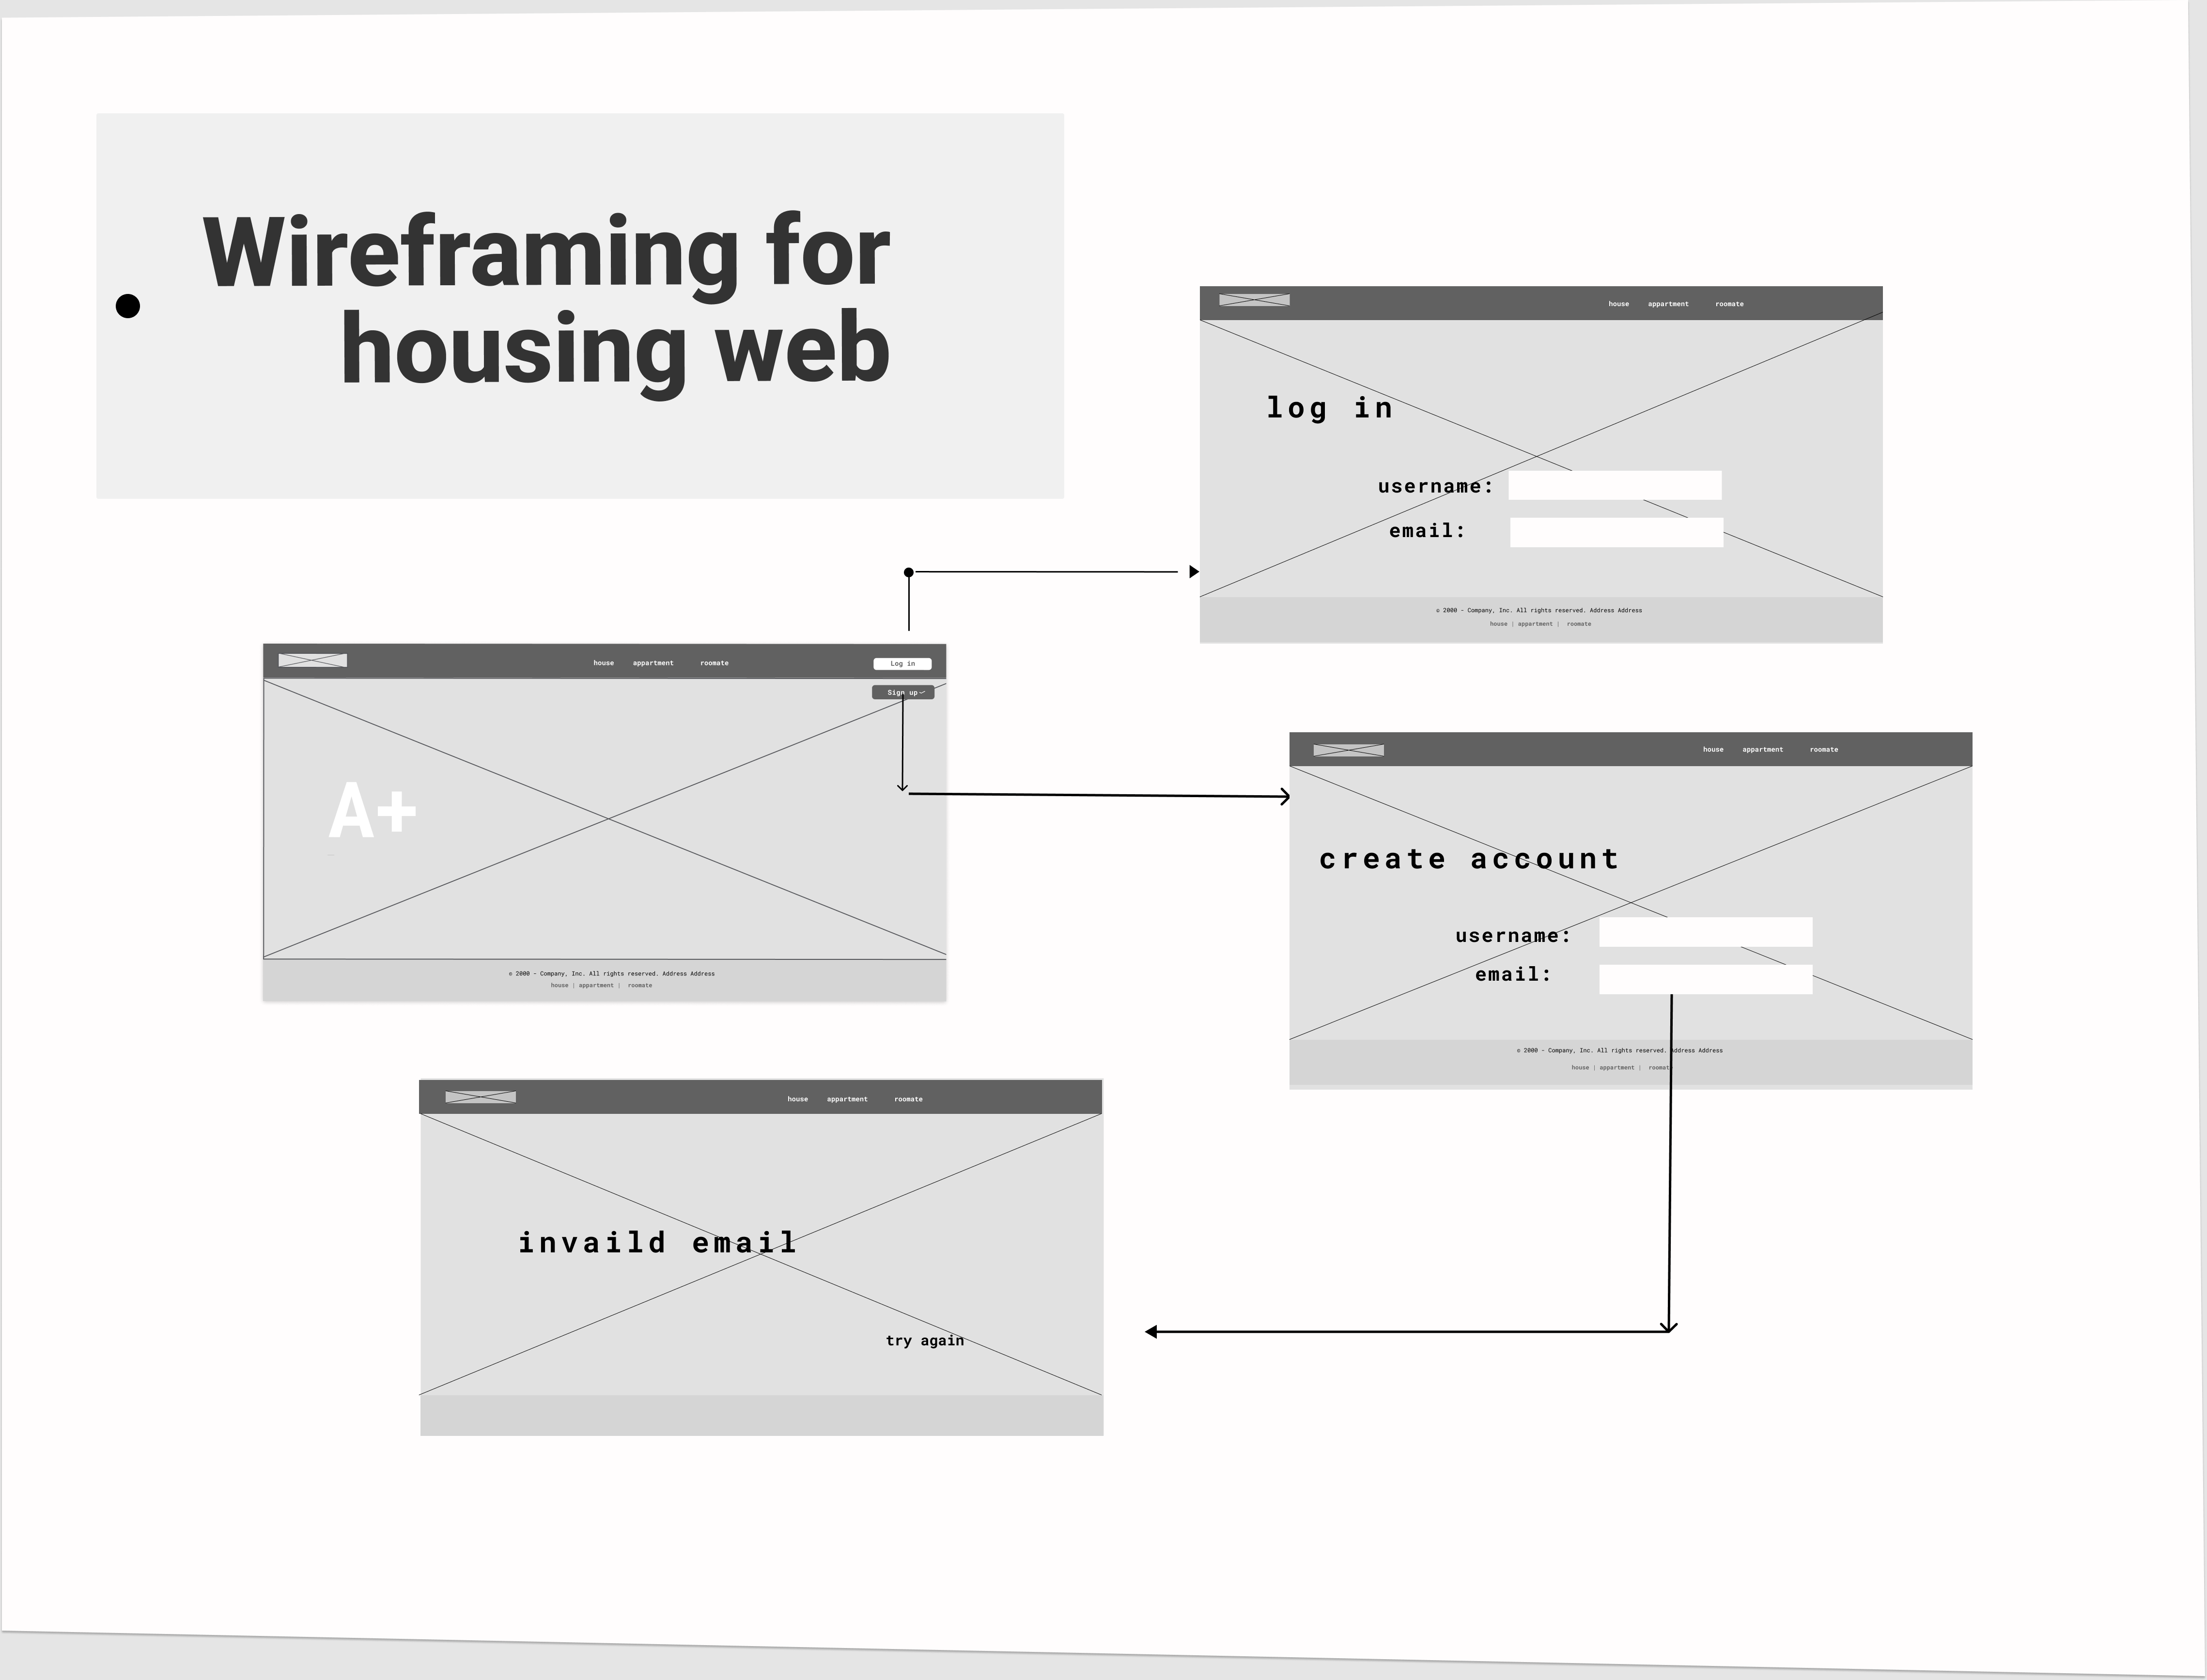 Wireframing for
housing web
house appartment roomate
log in
username:
email:
© 2000 - Company, Inc. All rights reserved. Address Address
house | appartment | roomate
house appartment roomate Log in
Sign up
A+
© 2000 - Company, Inc. All rights reserved. Address Address
house | appartment | roomate
house appartment roomate
create account
username:
email:
© 2000 - Company, Inc. All rights reserved. Address Address
house | appartment | roomate
house appartment roomate
invaild email
try again